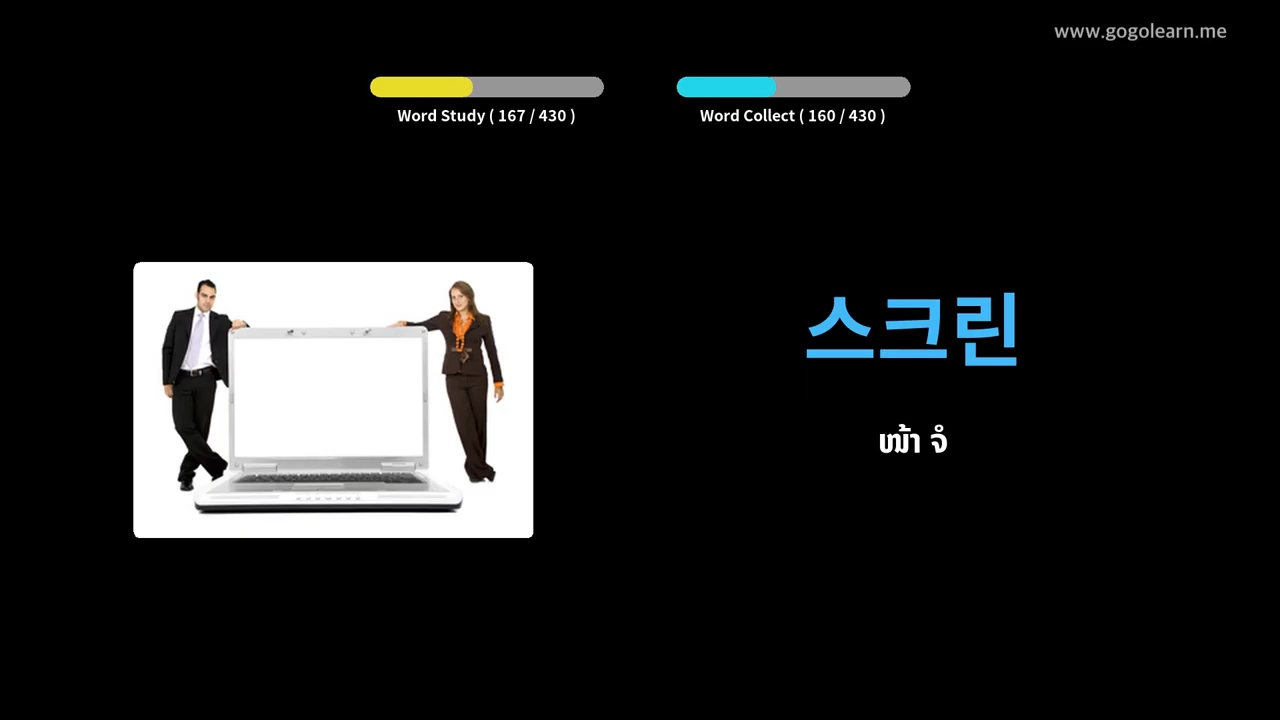 www.gogolearn.me
Word Study ( 167 / 430 )
Word Collect ( 160 / 430 )
스크린
ໜ້າ ຈໍ